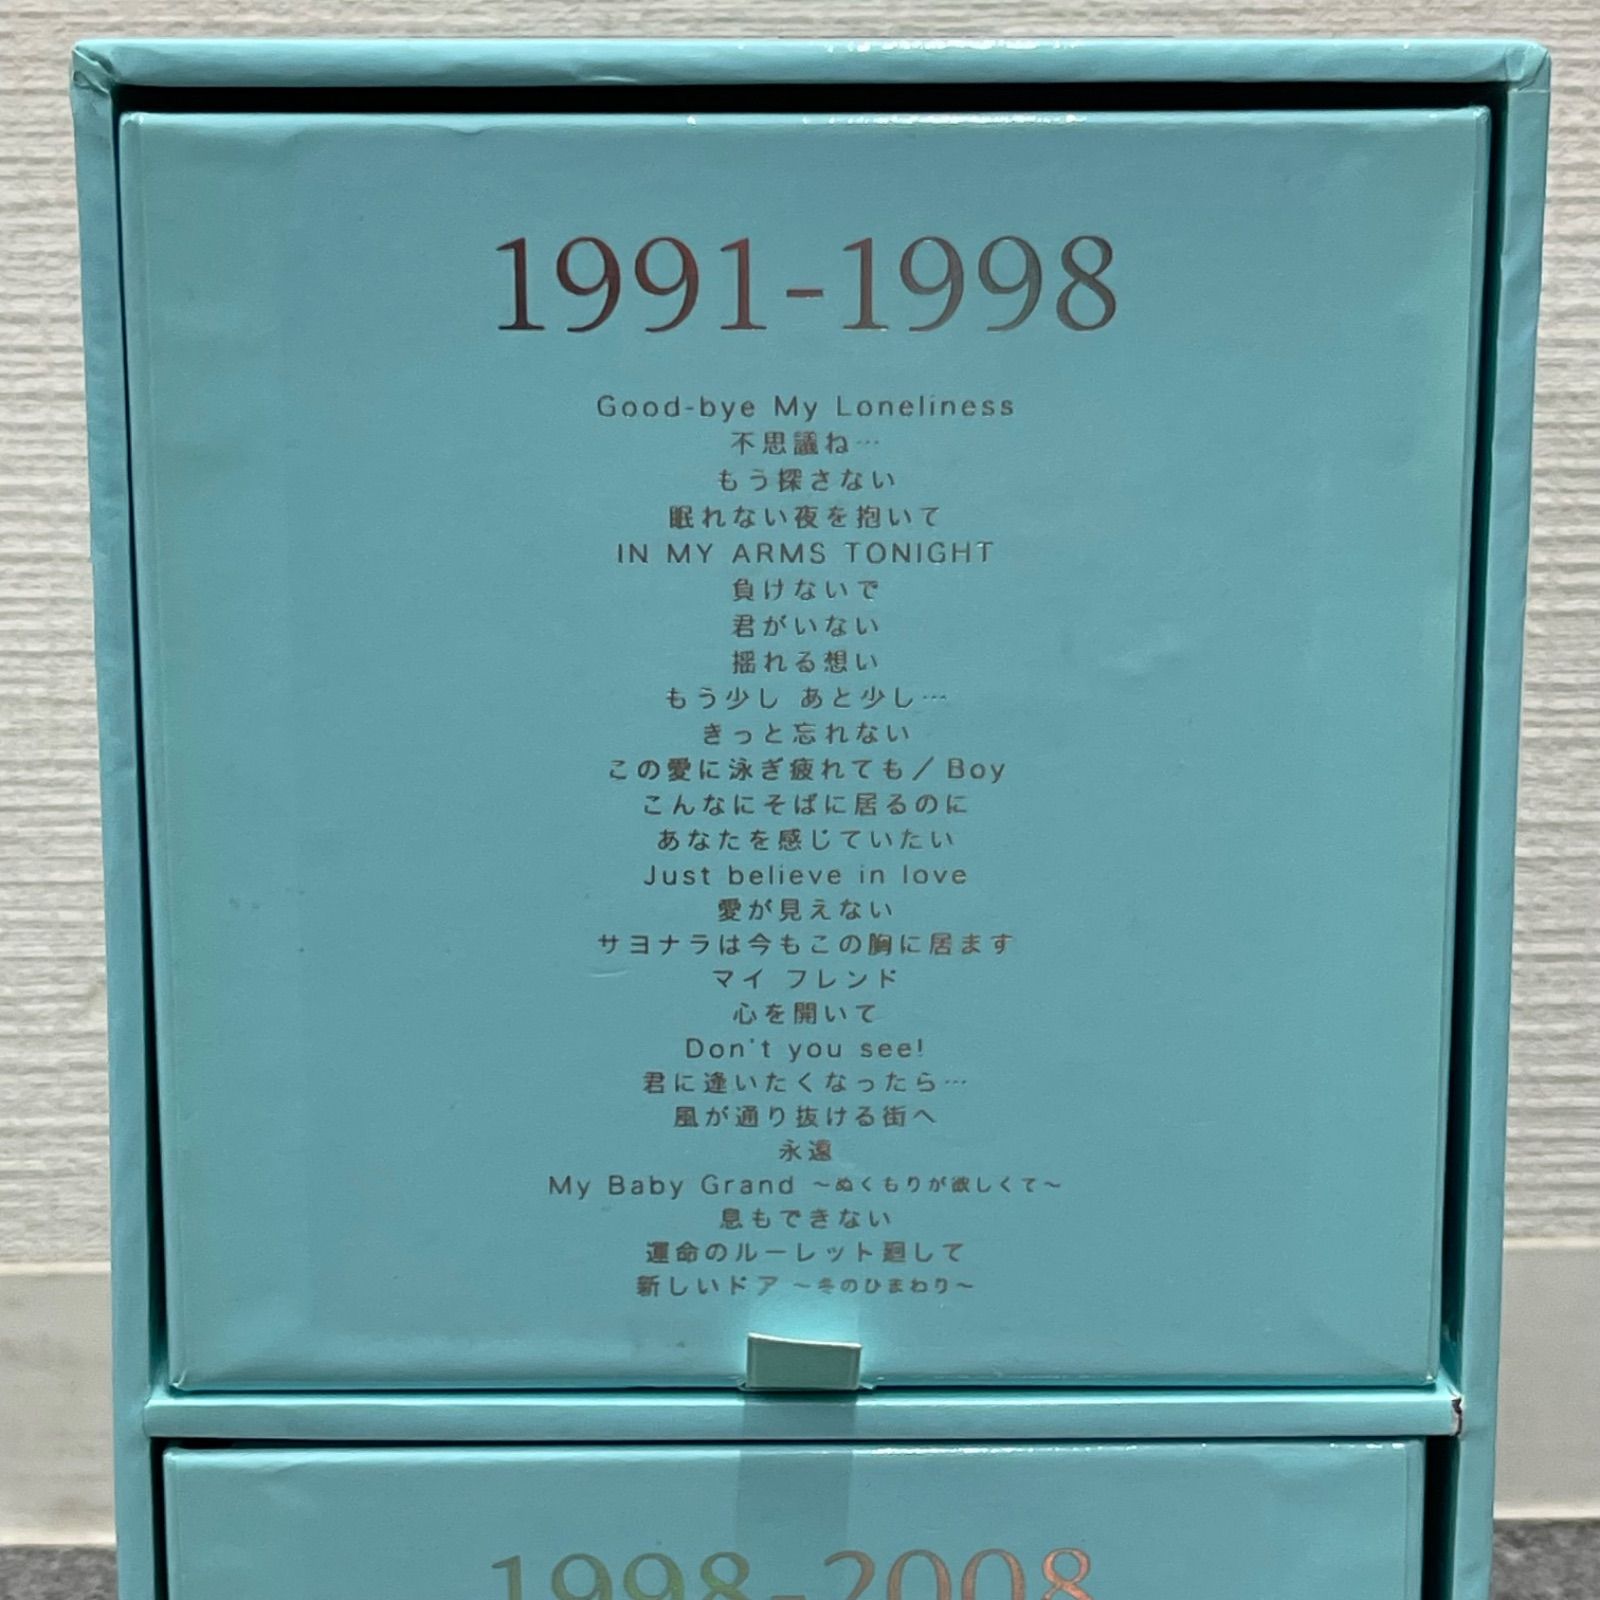 1991-1998
Good-bye My Loneliness
不思議ね…
もう探さない
眠れない夜を抱いて
IN MY ARMS TONIGHT
負けないで
君がいない
揺れる想い
もう少し あと少し…
きっと忘れない
この愛に泳ぎ疲れても／Boy
こんなにそばに居るのに
あなたを感じていたい
Just believe in love
愛が見えない
サヨナラは今もこの胸に居ます
マイ フレンド
心を開いて
Don't you see!
君に逢いたくなったら…
風が通り抜ける街へ
永遠
My Baby Grand ～ぬくもりが欲しくて～
息もできない
運命のルーレット廻して
新しいドア ～冬のひまわり～
1998-2008